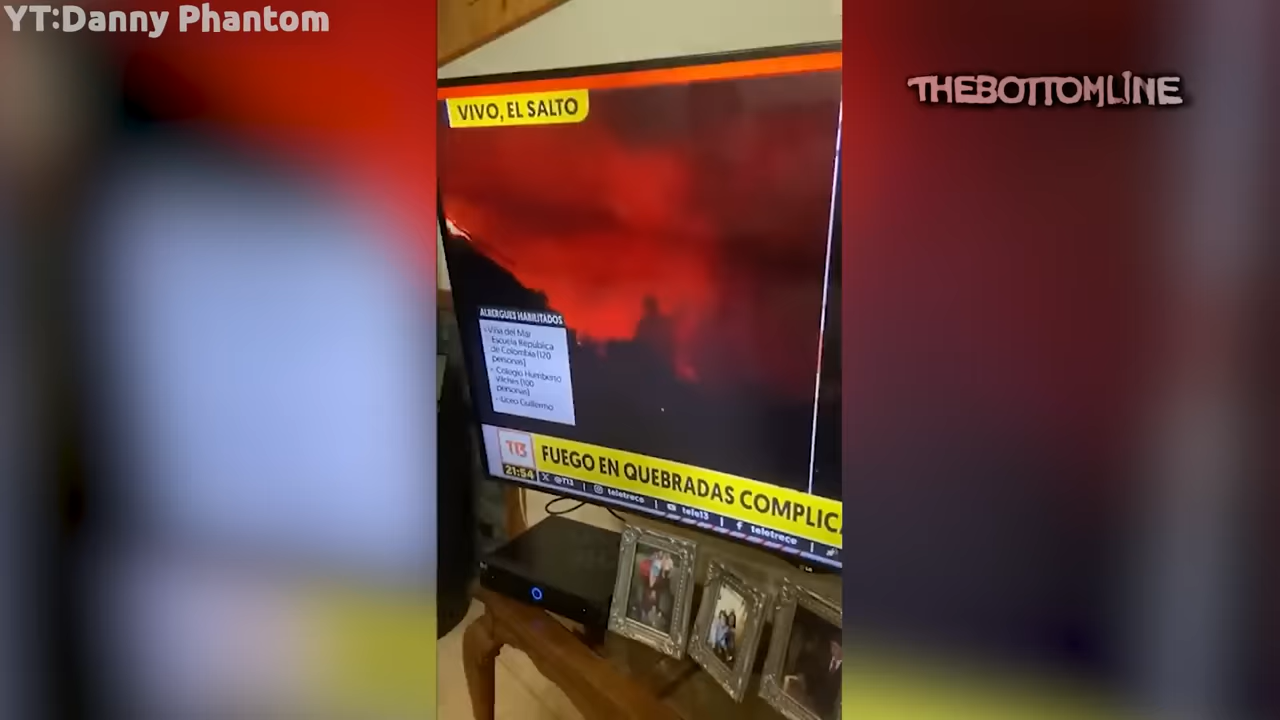 YT:Danny Phantom
THEBOTTOMLINE
VIVO, EL SALTO
ALBERGUES HABILITADOS
- Viña del Mar
Escuela República
de Colombia (120
personas)
- Colegio Humberto
Vilches (100
personas)
- Liceo Guillermo
T13
21:54
FUEGO EN QUEBRADAS COMPLICA
X @T13 | teletrece | tele13 | teletrece |